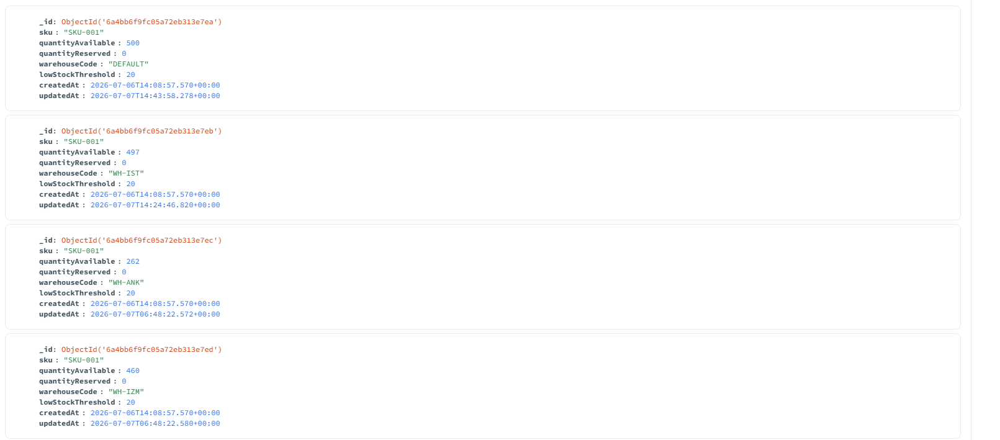 _id: ObjectId('6a4bb6f9fc05a72eb313e7ea')
sku : "SKU-001"
quantityAvailable : 500
quantityReserved : 0
warehouseCode : "DEFAULT"
lowStockThreshold : 20
createdAt : 2026-07-06T14:08:57.570+00:00
updatedAt : 2026-07-07T14:43:58.278+00:00
_id: ObjectId('6a4bb6f9fc05a72eb313e7eb')
sku : "SKU-001"
quantityAvailable : 497
quantityReserved : 0
warehouseCode : "WH-IST"
lowStockThreshold : 20
createdAt : 2026-07-06T14:08:57.570+00:00
updatedAt : 2026-07-07T14:24:46.820+00:00
_id: ObjectId('6a4bb6f9fc05a72eb313e7ec')
sku : "SKU-001"
quantityAvailable : 262
quantityReserved : 0
warehouseCode : "WH-ANK"
lowStockThreshold : 20
createdAt : 2026-07-06T14:08:57.570+00:00
updatedAt : 2026-07-07T06:48:22.572+00:00
_id: ObjectId('6a4bb6f9fc05a72eb313e7ed')
sku : "SKU-001"
quantityAvailable : 460
quantityReserved : 0
warehouseCode : "WH-IZM"
lowStockThreshold : 20
createdAt : 2026-07-06T14:08:57.570+00:00
updatedAt : 2026-07-07T06:48:22.580+00:00